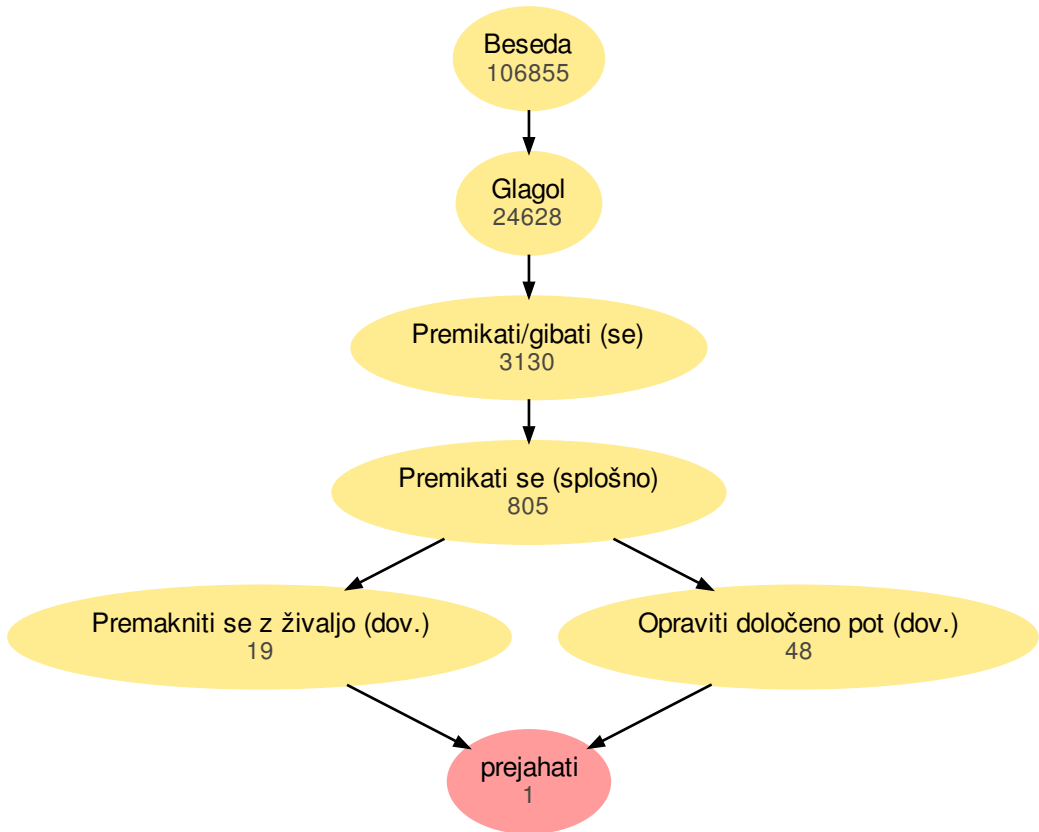 Beseda
106855
Glagol
24628
Premikati/gibati (se)
3130
Premikati se (splošno)
805
Premakniti se z živaljo (dov.)
19
Opraviti določeno pot (dov.)
48
prejahati
1